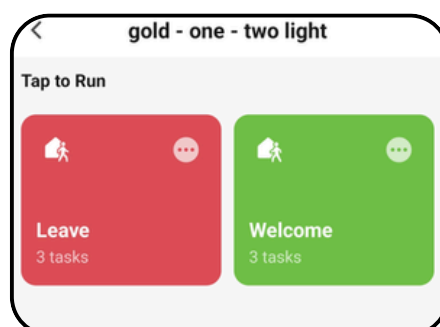 gold - one - two light
Tap to Run
Leave
3 tasks
Welcome
3 tasks